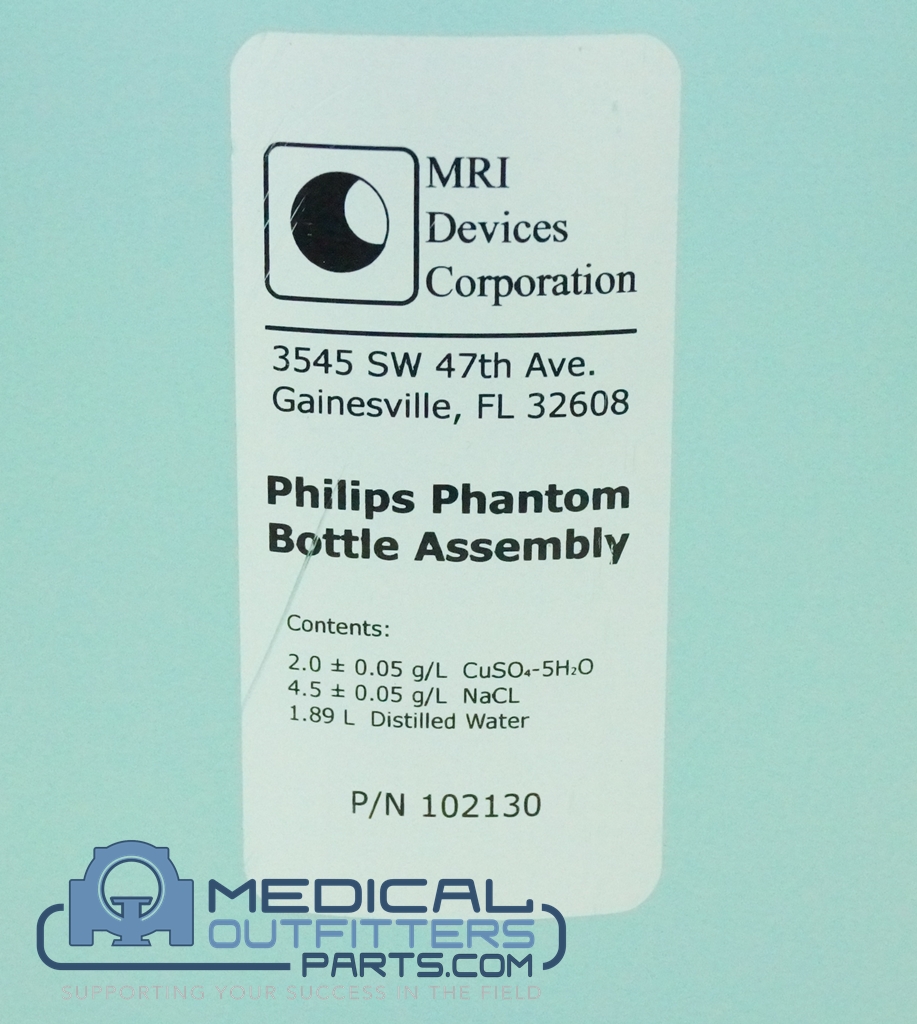 MRI
Devices
Corporation
3545 SW 47th Ave.
Gainesville, FL 32608
Philips Phantom
Bottle Assembly
Contents:
2.0 ± 0.05 g/L CuSO₄-5H₂O
4.5 ± 0.05 g/L NaCL
1.89 L Distilled Water
P/N 102130
MEDICAL
OUTFITTERS
PARTS.COM
SUPPORTING YOUR SUCCESS IN THE FIELD